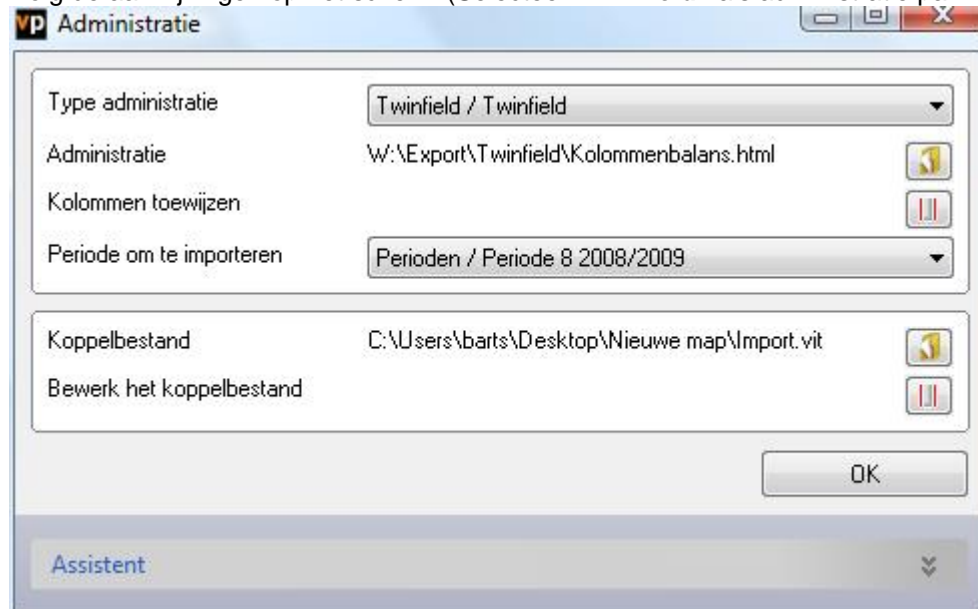 vp Administratie
Type administratie Twinfield / Twinfield
Administratie W:\Export\Twinfield\Kolommenbalans.html
Kolommen toewijzen
Periode om te importeren Perioden / Periode 8 2008/2009
Koppelbestand C:\Users\barts\Desktop\Nieuwe map\Import.vit
Bewerk het koppelbestand
OK
Assistent